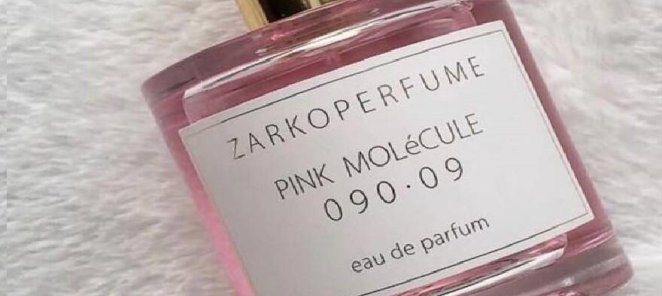 ZARKOPERFUME
PINK MOLéCULE
090·09
eau de parfum